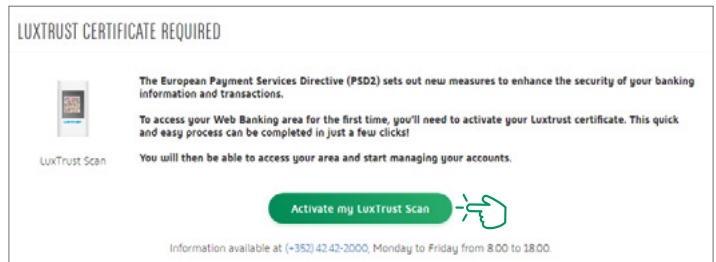 LUXTRUST CERTIFICATE REQUIRED
The European Payment Services Directive (PSD2) sets out new measures to enhance the security of your banking
information and transactions.
To access your Web Banking area for the first time, you'll need to activate your Luxtrust certificate. This quick
and easy process can be completed in just a few clicks!
You will then be able to access your area and start managing your accounts.
LuxTrust Scan
Activate my LuxTrust Scan
Information available at (+352) 42 42-2000, Monday to Friday from 8:00 to 18:00.